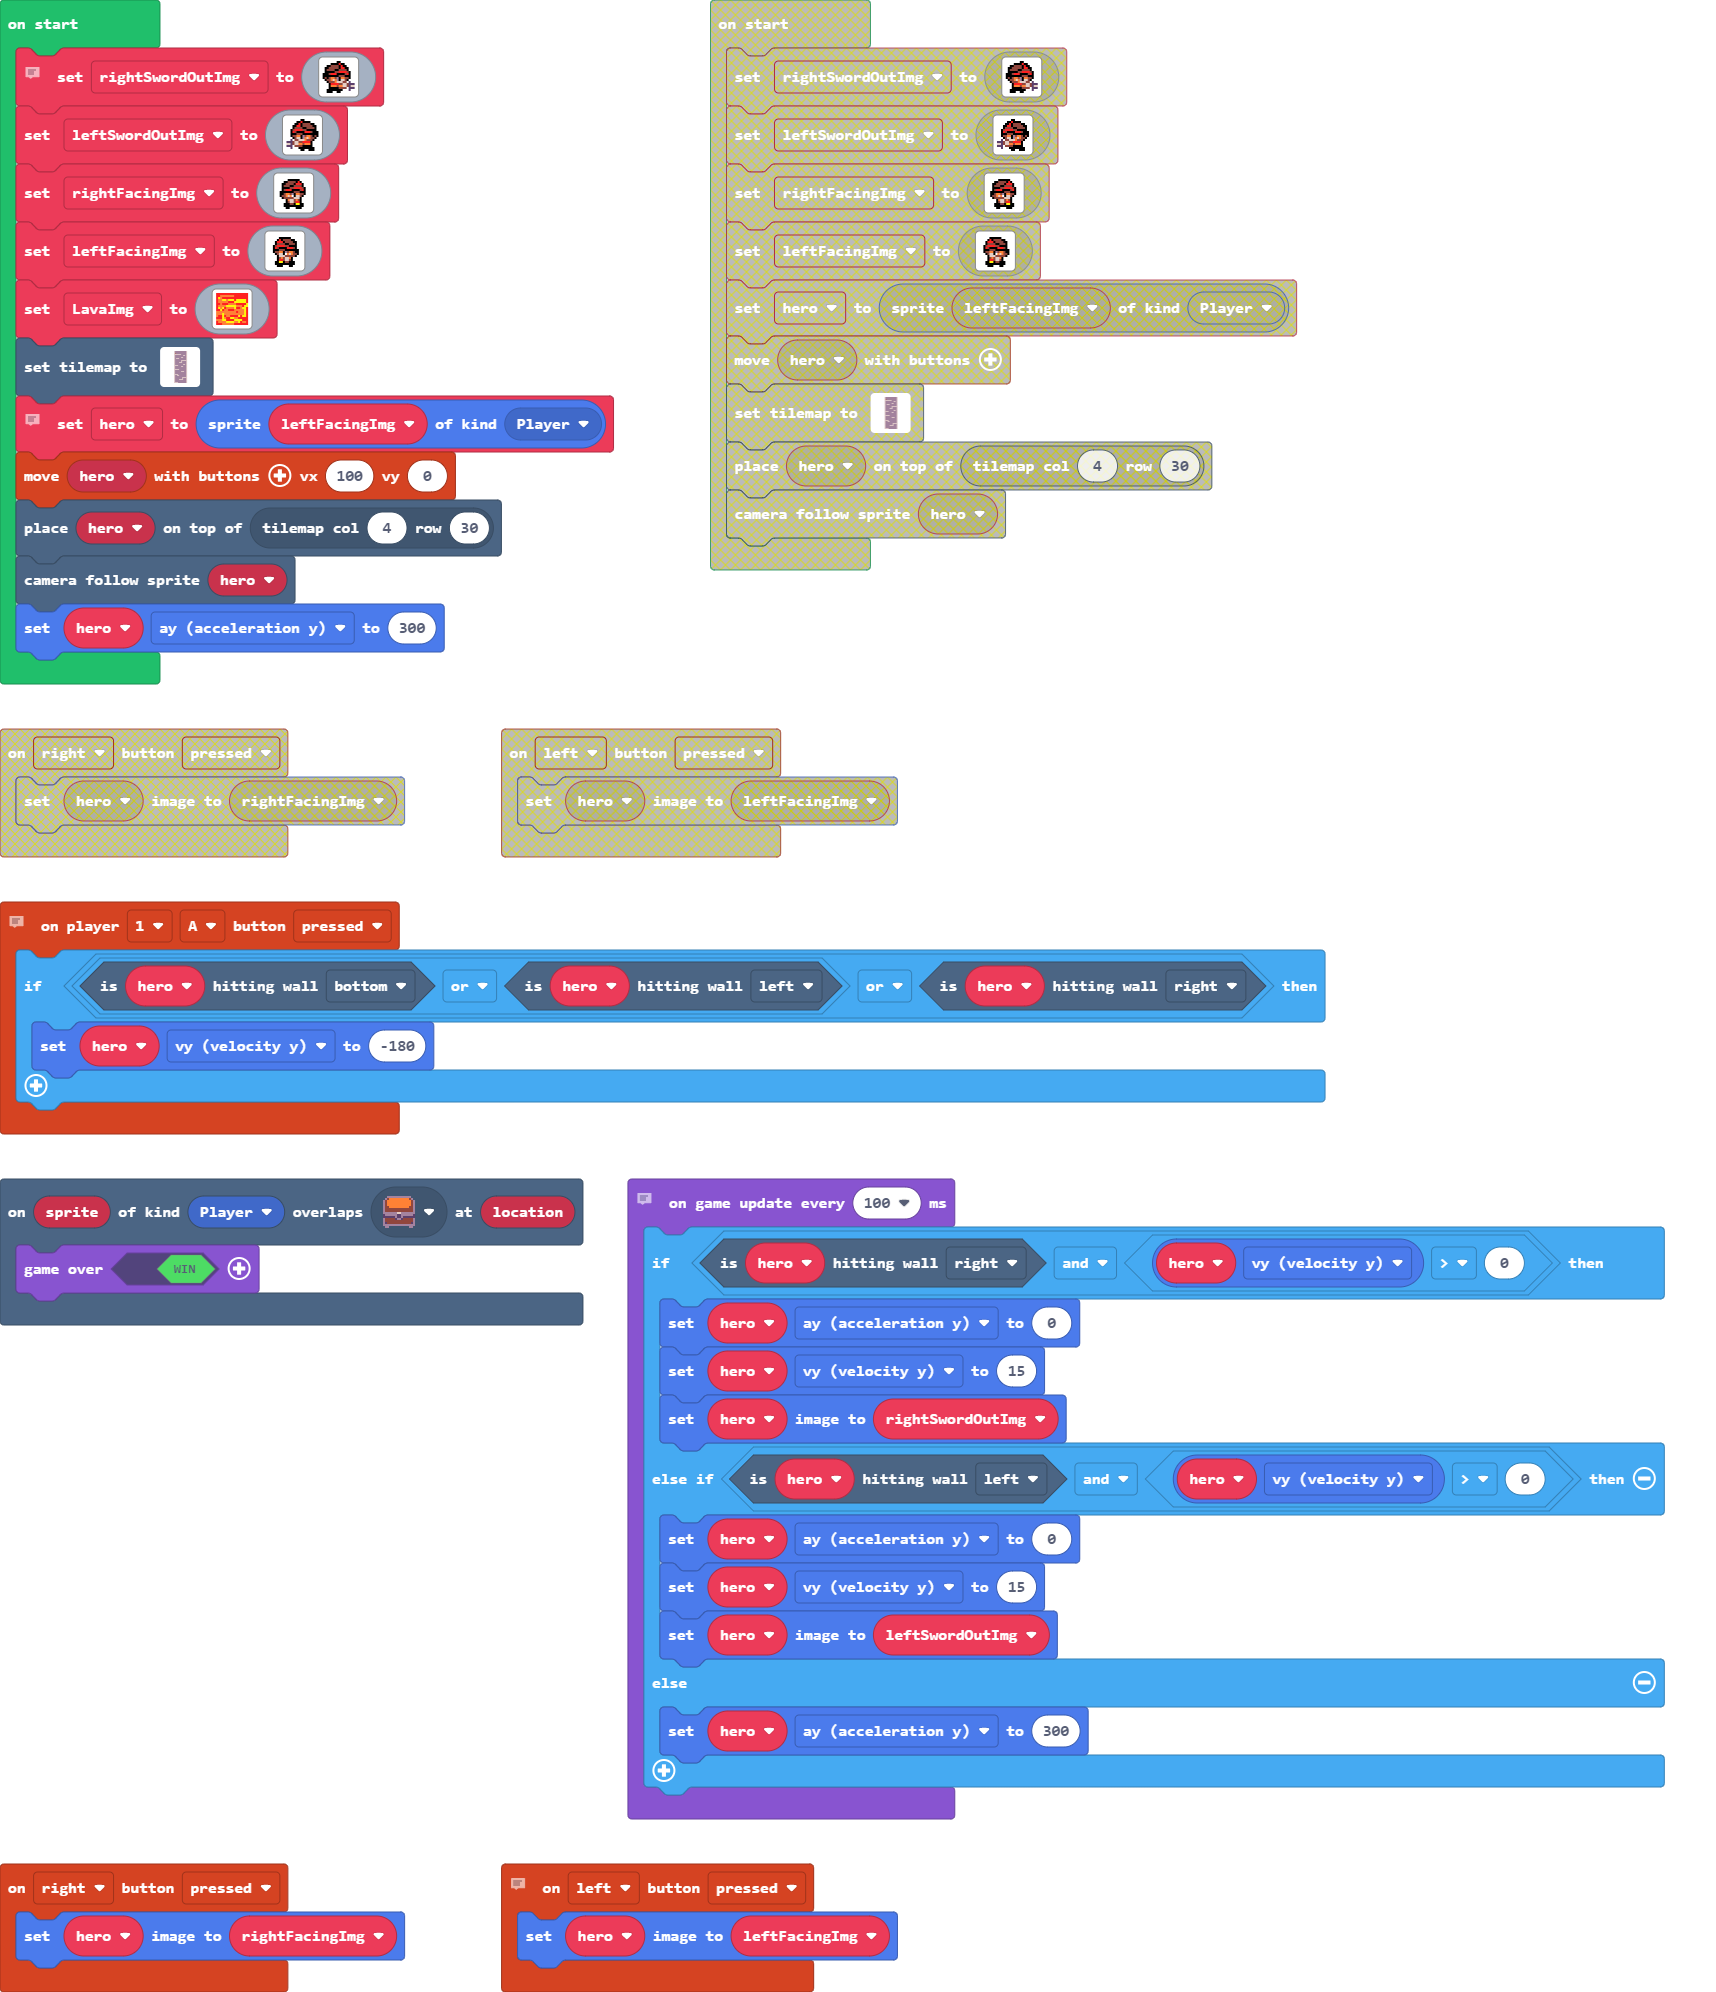 on start
set rightSwordOutImg to
set leftSwordOutImg to
set rightFacingImg to
set leftFacingImg to
set LavaImg to
set tilemap to
set hero to sprite leftFacingImg of kind Player
move hero with buttons vx 100 vy 0
place hero on top of tilemap col 4 row 30
camera follow sprite hero
set hero ay (acceleration y) to 300
on start
set rightSwordOutImg to
set leftSwordOutImg to
set rightFacingImg to
set leftFacingImg to
set hero to sprite leftFacingImg of kind Player
move hero with buttons
set tilemap to
place hero on top of tilemap col 4 row 30
camera follow sprite hero
on right button pressed
set hero image to rightFacingImg
on left button pressed
set hero image to leftFacingImg
on player 1 A button pressed
if is hero hitting wall bottom or is hero hitting wall left or is hero hitting wall right then
set hero vy (velocity y) to -180
on sprite of kind Player overlaps at location
game over WIN
on game update every 100 ms
if is hero hitting wall right and hero vy (velocity y) > 0 then
set hero ay (acceleration y) to 0
set hero vy (velocity y) to 15
set hero image to rightSwordOutImg
else if is hero hitting wall left and hero vy (velocity y) > 0 then
set hero ay (acceleration y) to 0
set hero vy (velocity y) to 15
set hero image to leftSwordOutImg
else
set hero ay (acceleration y) to 300
on right button pressed
set hero image to rightFacingImg
on left button pressed
set hero image to leftFacingImg